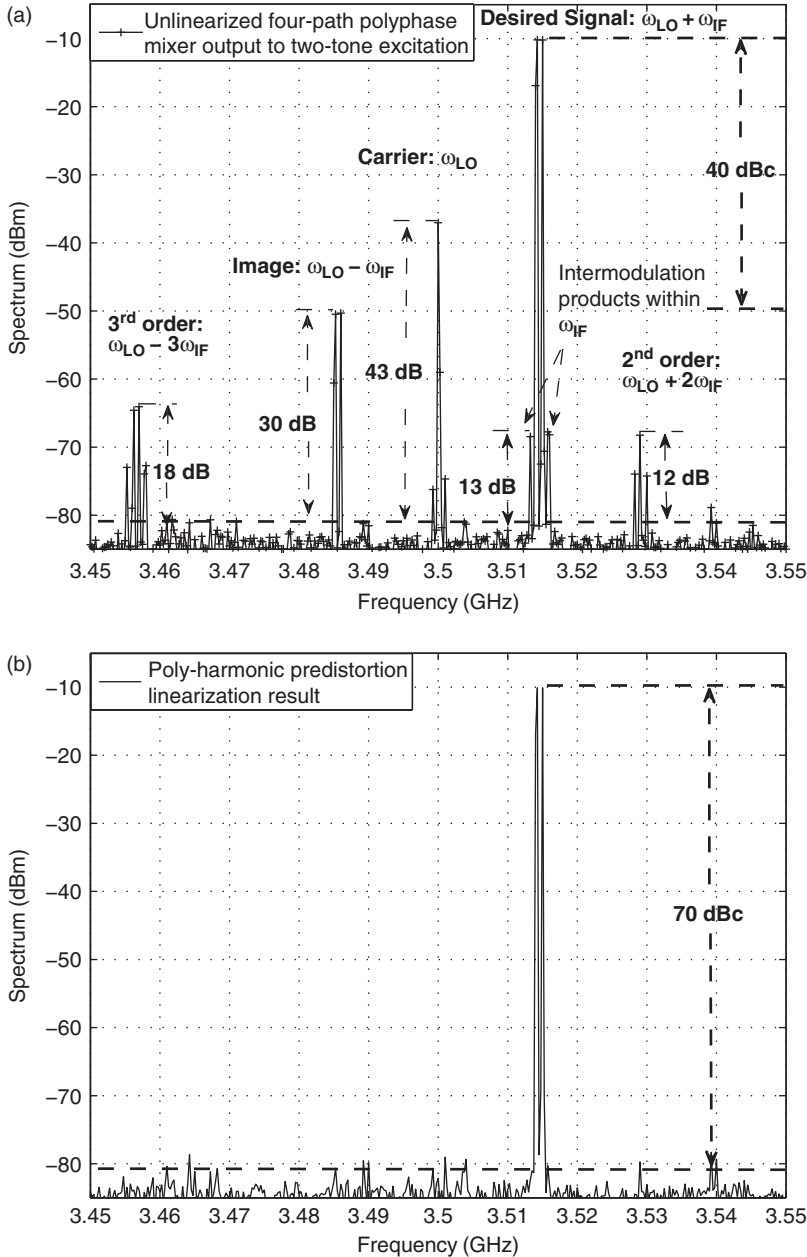 (a)
Unlinearized four-path polyphase
mixer output to two-tone excitation
Desired Signal: ωLO + ωIF
−10
−20
−30
−40
−50
−60
−70
−80
Spectrum (dBm)
Carrier: ωLO
40 dBc
Image: ωLO − ωIF
Intermodulation
products within
ωIF
3rd order:
ωLO − 3ωIF
2nd order:
ωLO + 2ωIF
43 dB
30 dB
18 dB
13 dB
12 dB
3.45 3.46 3.47 3.48 3.49 3.5 3.51 3.52 3.53 3.54 3.55
Frequency (GHz)
(b)
Poly-harmonic predistortion
linearization result
−10
−20
−30
−40
−50
−60
−70
−80
Spectrum (dBm)
70 dBc
3.45 3.46 3.47 3.48 3.49 3.5 3.51 3.52 3.53 3.54 3.55
Frequency (GHz)